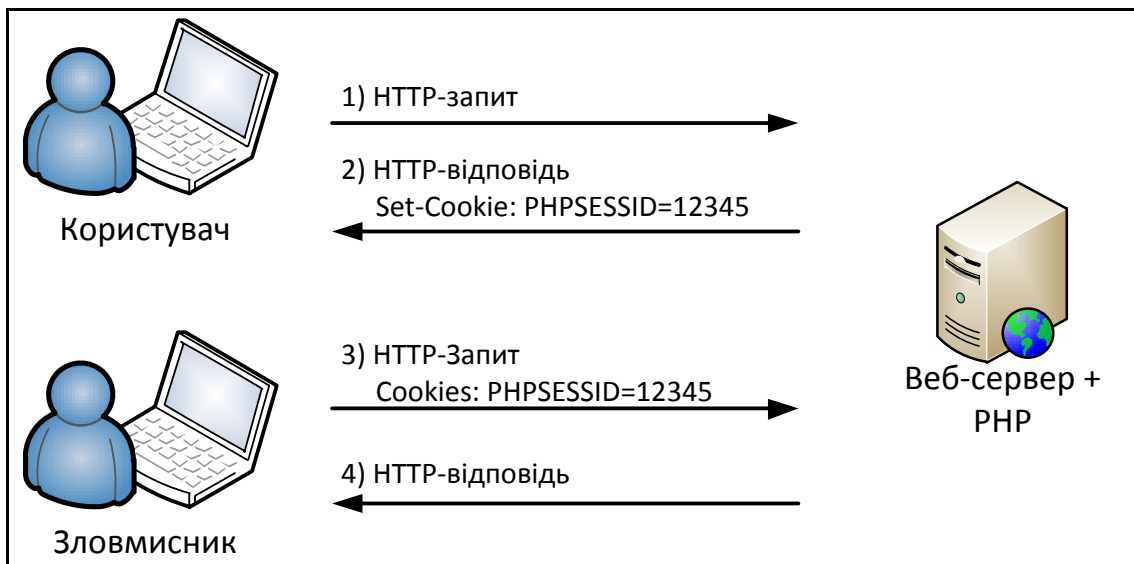 1) HTTP-запит
2) HTTP-відповідь
Set-Cookie: PHPSESSID=12345
Користувач
3) HTTP-Запит
Cookies: PHPSESSID=12345
4) HTTP-відповідь
Зловмисник
Веб-сервер +
PHP